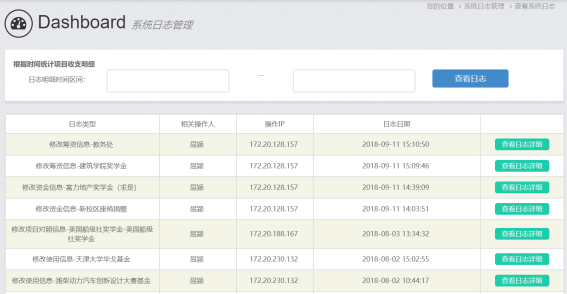 您的位置 > 系统日志管理 > 查看系统日志
Dashboard 系统日志管理
根据时间统计项目收支明细
日志明细时间区间: -- 查看日志
日志类型 相关操作人 操作IP 日志日期
修改筹资信息-教务处 屈颖 172.20.128.157 2018-09-11 15:10:50 查看日志详细
修改筹资信息-建筑学院奖学金 屈颖 172.20.128.157 2018-09-11 15:09:46 查看日志详细
修改资金信息-富力地产奖学金(求是) 屈颖 172.20.128.157 2018-09-11 14:39:09 查看日志详细
修改资金信息-新校区座椅捐赠 屈颖 172.20.128.157 2018-09-11 14:03:51 查看日志详细
修改项目对照信息-美国船级社奖学金-美国船级
社奖学金 屈颖 172.20.188.167 2018-08-03 13:34:32 查看日志详细
修改使用信息-天津大学华戈基金 屈颖 172.20.230.132 2018-08-02 15:02:55 查看日志详细
修改使用信息-潍柴动力汽车创新设计大赛基金 屈颖 172.20.230.132 2018-08-02 10:44:17 查看日志详细